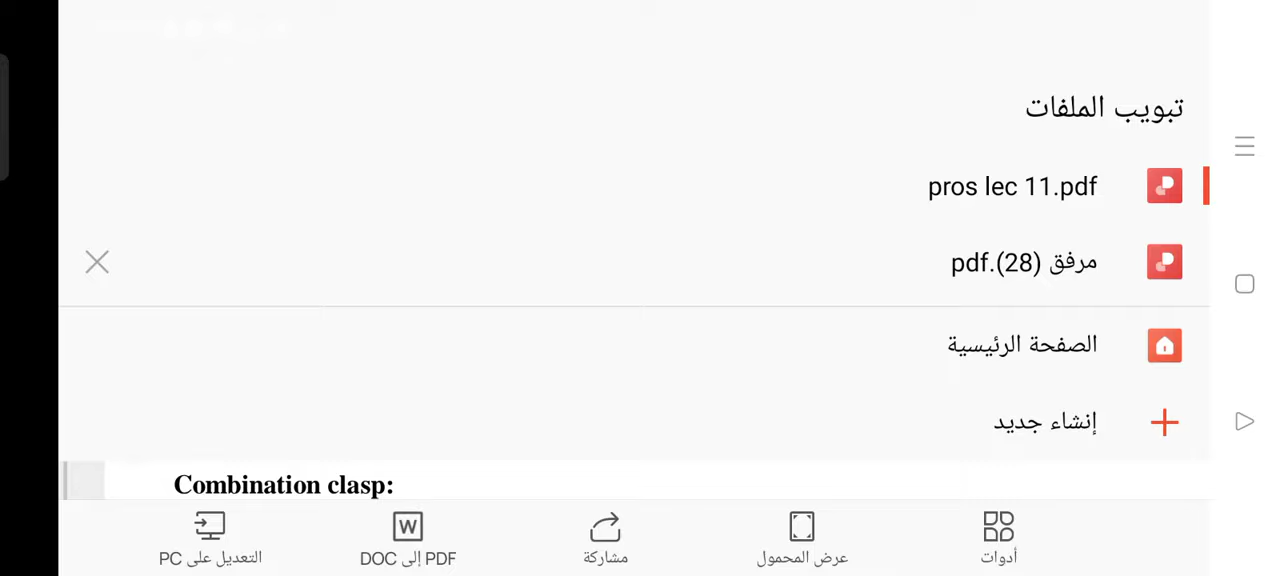 تبويب الملفات
pros lec 11.pdf
مرفق (28).pdf
الصفحة الرئيسية
إنشاء جديد
Combination clasp:
أدوات
عرض المحمول
مشاركة
PDF إلى DOC
التعديل على PC